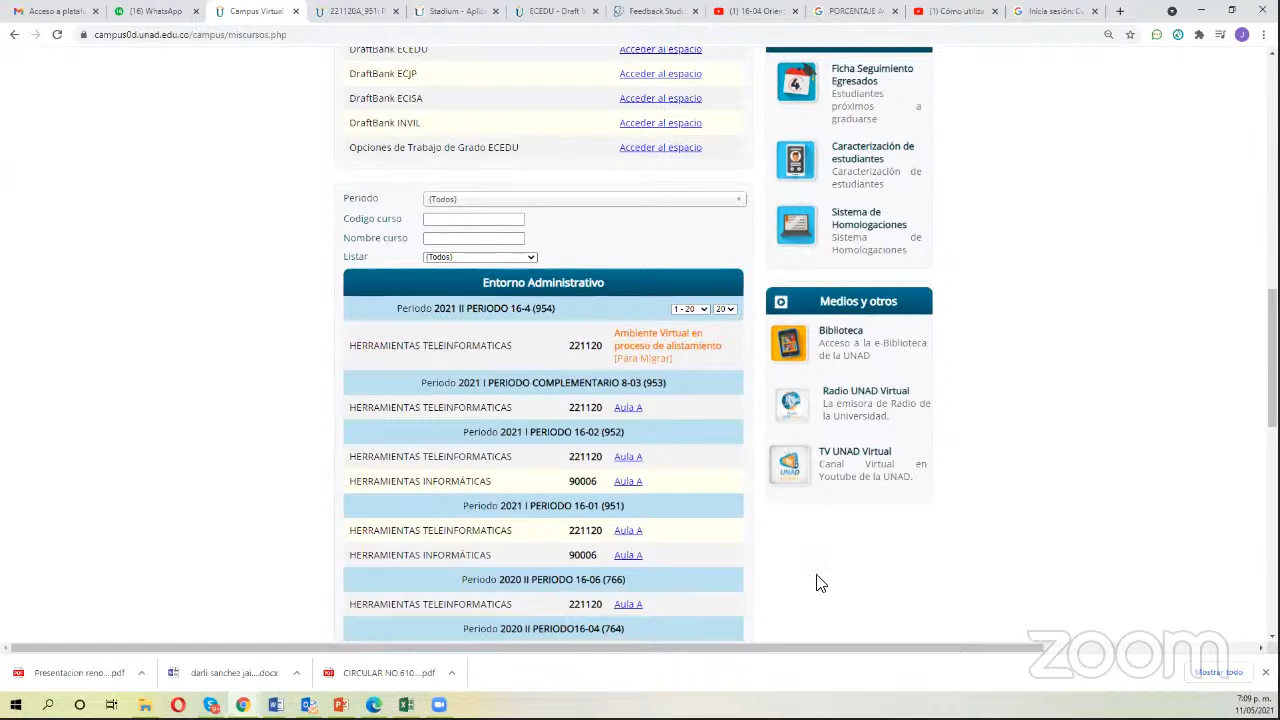 Acceso a plataf
(16) WhatsApp
Campus Virtual
221120A_951: F
Stadium - Aplic
ECEDU - Draft
Feedback Studi
(1) 16-04 Orien
PORCENTAJE A
(1) Cómo utiliza
Inicia sesión: Cu
campus0d.unad.edu.co/campus/miscursos.php
J
DraftBank ECEDU Acceder al espacio
DraftBank ECJP Acceder al espacio
DraftBank ECISA Acceder al espacio
DraftBank INVIL Acceder al espacio
Opciones de Trabajo de Grado ECEDU Acceder al espacio
Periodo {Todos}
Codigo curso
Nombre curso
Listar {Todos}
Entorno Administrativo
Periodo 2021 II PERIODO 16-4 (954) 1 - 20 20
HERRAMIENTAS TELEINFORMATICAS 221120 Ambiente Virtual en
proceso de alistamiento
[Para Migrar]
Periodo 2021 I PERIODO COMPLEMENTARIO 8-03 (953)
HERRAMIENTAS TELEINFORMATICAS 221120 Aula A
Periodo 2021 I PERIODO 16-02 (952)
HERRAMIENTAS TELEINFORMATICAS 221120 Aula A
HERRAMIENTAS INFORMÁTICAS 90006 Aula A
Periodo 2021 I PERIODO 16-01 (951)
HERRAMIENTAS TELEINFORMATICAS 221120 Aula A
HERRAMIENTAS INFORMÁTICAS 90006 Aula A
Periodo 2020 II PERIODO 16-06 (766)
HERRAMIENTAS TELEINFORMATICAS 221120 Aula A
Periodo 2020 II PERIODO16-04 (764)
4
Ficha Seguimiento
Egresados
Estudiantes
próximos a
graduarse
Caracterización de
estudiantes
Caracterización de
estudiantes
Sistema de
Homologaciones
Sistema de
Homologaciones
Medios y otros
Biblioteca
Acceso a la e-Biblioteca
de la UNAD
Radio UNAD Virtual
La emisora de Radio de
la Universidad.
TV UNAD Virtual
Canal Virtual en
Youtube de la UNAD.
UNAD
zoom
Presentacion reno....pdf
darli sanchez jai....docx
CIRCULAR NO.610....pdf
Mostrar todo
7:09 p. m.
11/05/2021